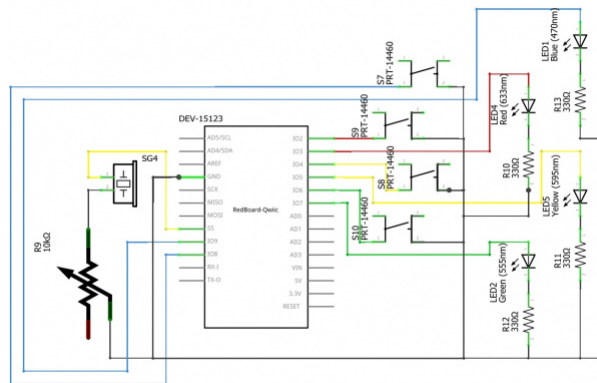 LED1
Blue (470nm)
S7
PRT-14460
R13
330Ω
DEV-15123
S9
PRT-14460
LED4
Red (633nm)
AD5/SCL
AD4/SDA
AREF
GND
SCK
MISO
MOSI
SS
IO9
IO8
RX-I
TX-O
RedBoard-Qwiic
IO2
IO3
IO4
IO5
IO6
IO7
AD0
AD1
AD2
AD3
VIN
5V
3.3V
RESET
SG4
S8
PRT-14460
R10
330Ω
LED5
Yellow (595nm)
S10
PRT-14460
R9
10kΩ
LED2
Green (555nm)
R11
330Ω
R12
330Ω